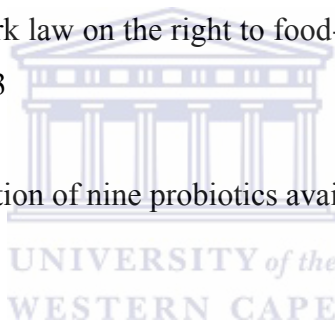 k law on the right to food-
3
tion of nine probiotics avai
UNIVERSITY of the
WESTERN CAPE